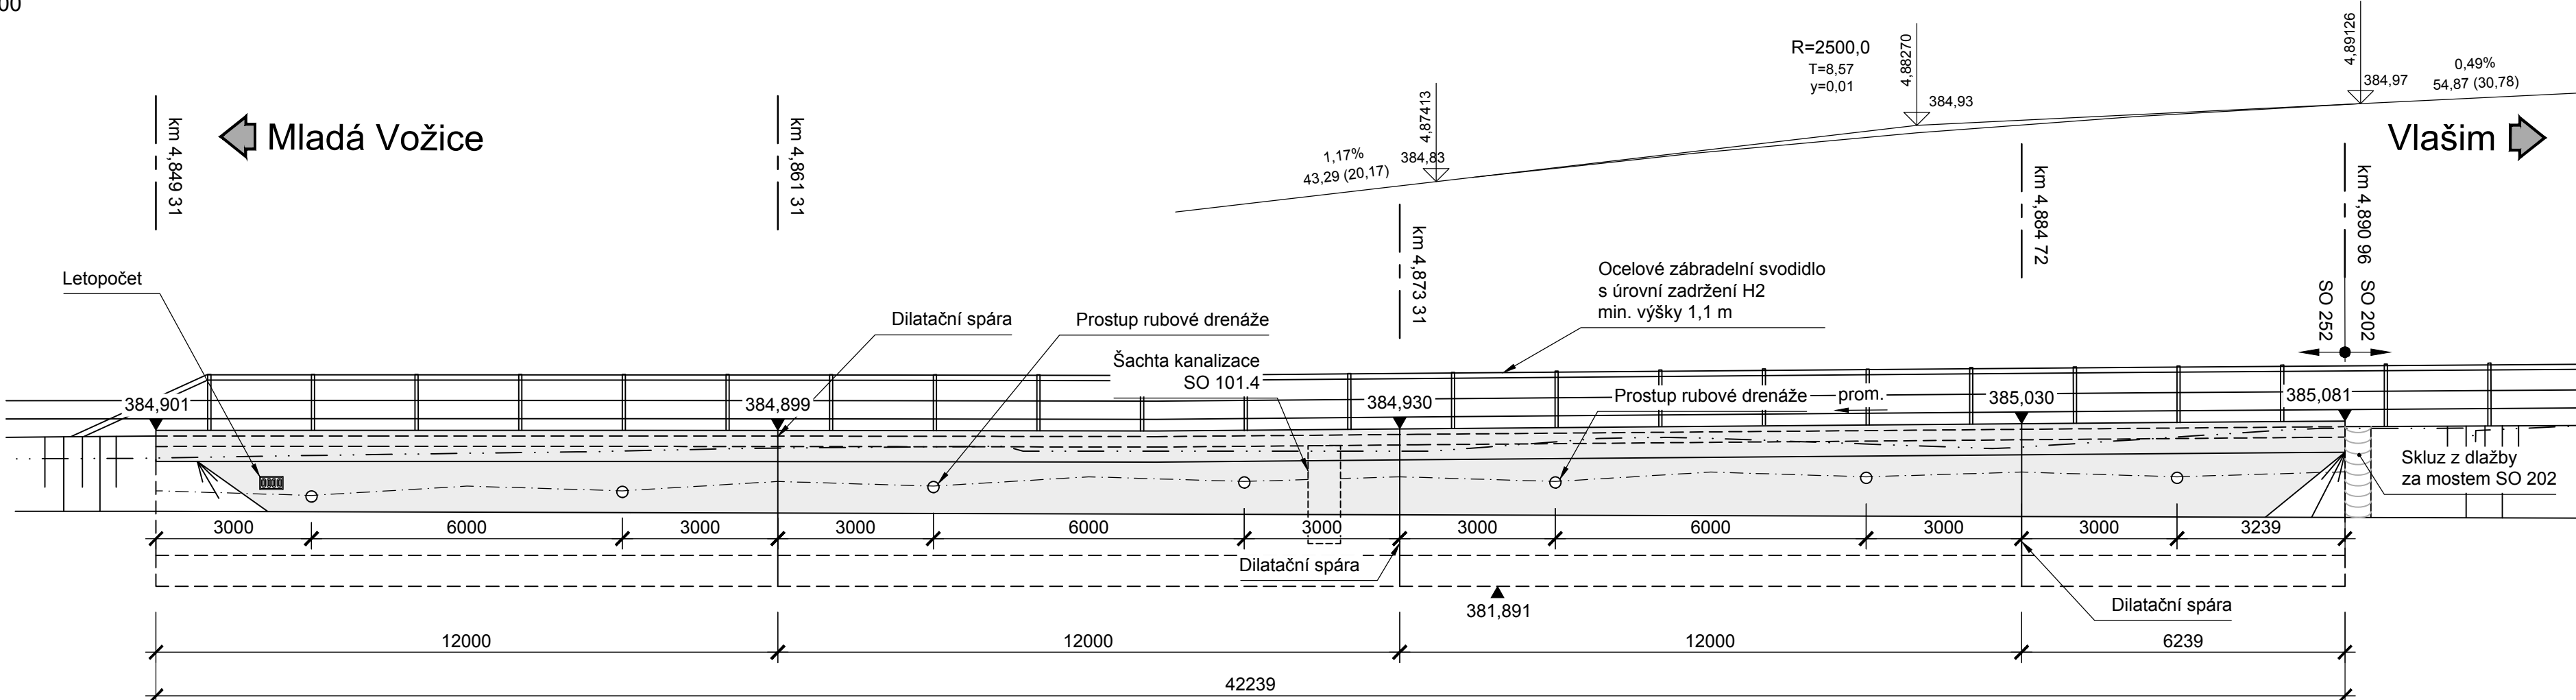 00
R=2500,0
T=8,57
y=0,01
4,88270
384,93
4,89126
384,97
0,49%
54,87 (30,78)
km 4,849 31
Mladá Vožice
km 4,861 31
1,17%
43,29 (20,17)
384,83
4,87413
km 4,873 31
km 4,884 72
km 4,890 96
Vlašim
SO 252
SO 202
Letopočet
Dilatační spára
Prostup rubové drenáže
Šachta kanalizace
SO 101.4
Ocelové zábradelní svodidlo
s úrovní zadržení H2
min. výšky 1,1 m
Prostup rubové drenáže
prom.
384,901
384,899
384,930
385,030
385,081
Skluz z dlažby
za mostem SO 202
3000
6000
3000
3000
6000
3000
3000
6000
3000
3000
3239
Dilatační spára
381,891
Dilatační spára
12000
12000
12000
6239
42239